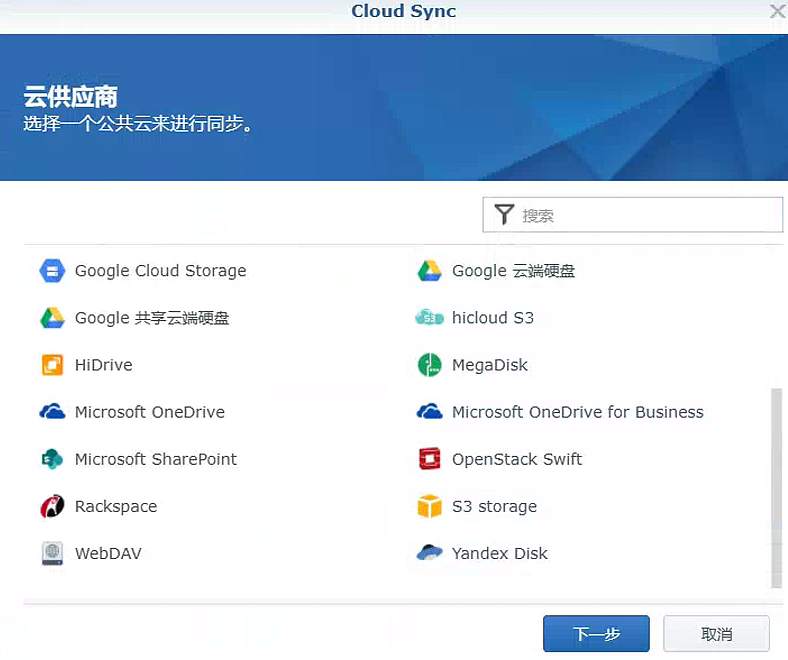 Cloud Sync
云供应商
选择一个公共云来进行同步。
搜索
Google Cloud Storage
Google 云端硬盘
Google 共享云端硬盘
hicloud S3
HiDrive
MegaDisk
Microsoft OneDrive
Microsoft OneDrive for Business
Microsoft SharePoint
OpenStack Swift
Rackspace
S3 storage
WebDAV
Yandex Disk
下一步
取消